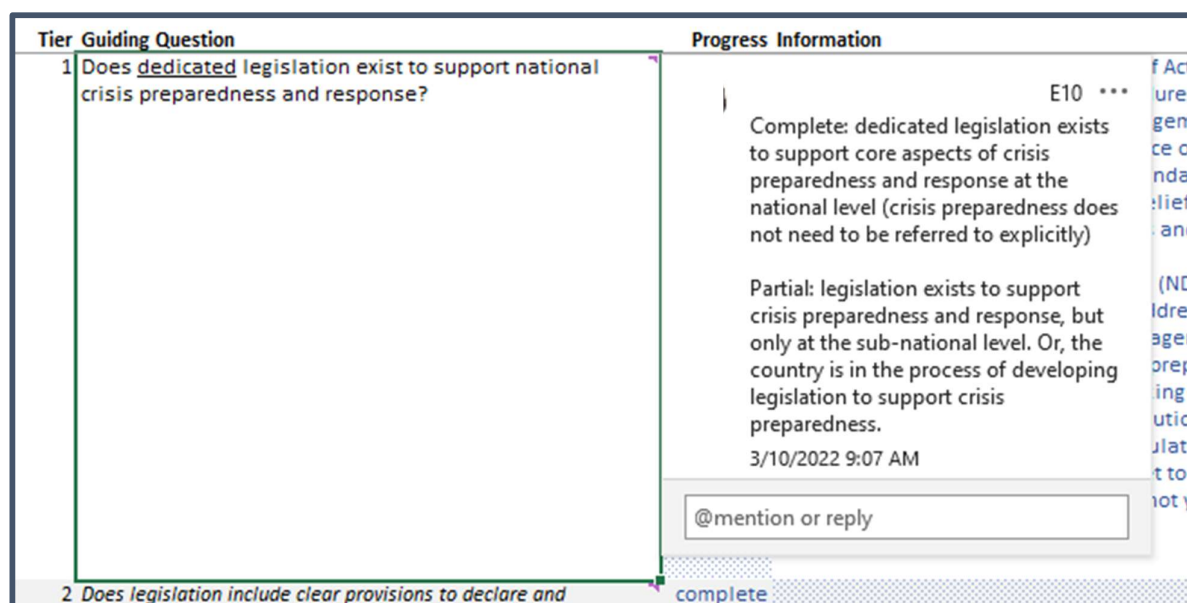 Tier Guiding Question Progress Information
1 Does dedicated legislation exist to support national
crisis preparedness and response?
E10 •••
Complete: dedicated legislation exists
to support core aspects of crisis
preparedness and response at the
national level (crisis preparedness does
not need to be referred to explicitly)
Partial: legislation exists to support
crisis preparedness and response, but
only at the sub-national level. Or, the
country is in the process of developing
legislation to support crisis
preparedness.
3/10/2022 9:07 AM
@mention or reply
2 Does legislation include clear provisions to declare and
complete